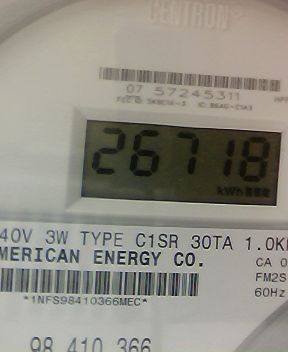 CENTRON
07 57245311
26718
kWh
40V 3W TYPE C1SR 30TA 1.0K
MERICAN ENERGY CO.
CA 0
FM2S
60Hz
*1NFS98410366MEC*
98 410 366